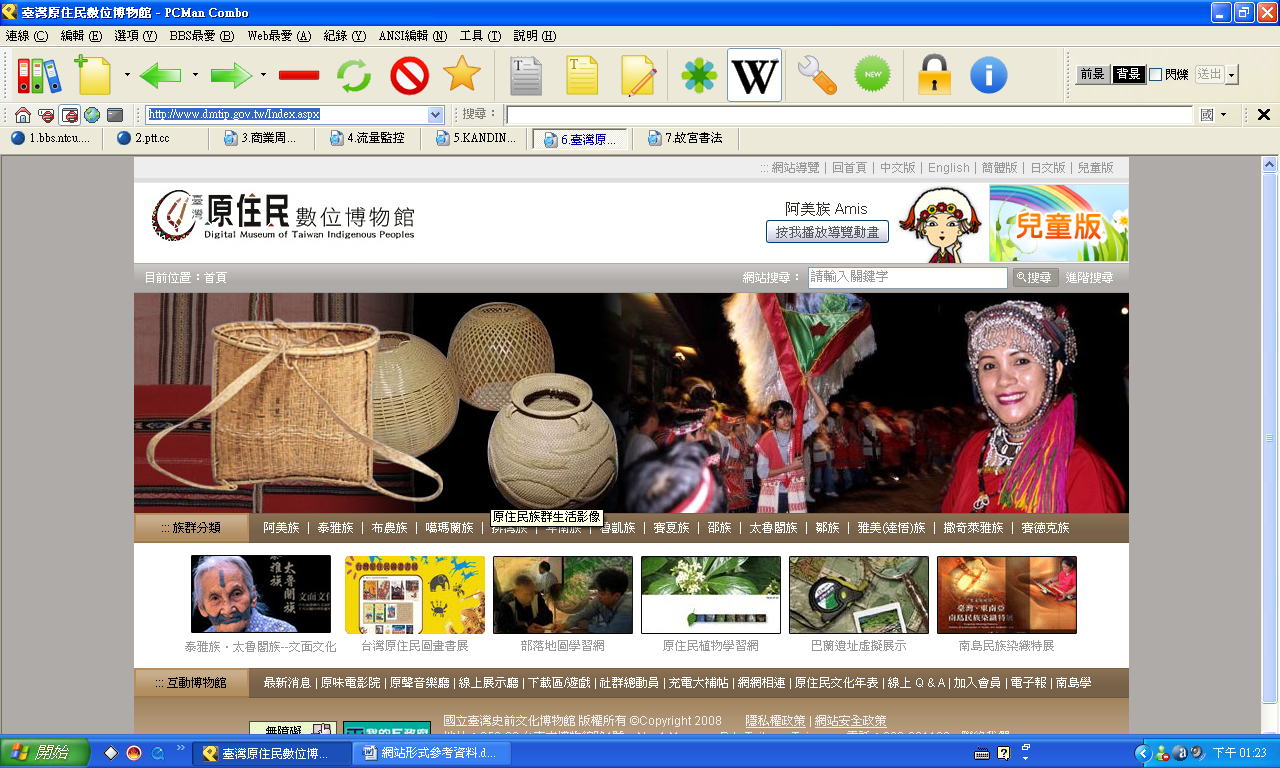 臺灣原住民數位博物館 - PCMan Combo
連線 (C) 編輯 (E) 選項 (V) BBS最愛 (B) Web最愛 (A) 紀錄 (Y) ANSI編輯 (N) 工具 (T) 說明 (H)
W NEW 前景 背景 閃爍 送出
http://www.dmtip.gov.tw/Index.aspx 搜尋： 國
1.bbs.ntcu.... 2.ptt.cc 3.商業周... 4.流量監控 5.KANDIN... 6.臺灣原... 7.故宮書法
::: 網站導覽 | 回首頁 | 中文版 | English | 簡體版 | 日文版 | 兒童版
臺灣原住民數位博物館
Digital Museum of Taiwan Indigenous Peoples
阿美族 Amis
按我播放導覽動畫
兒童版
目前位置：首頁 網站搜尋： 請輸入關鍵字 搜尋 進階搜尋
原住民族群生活影像
::: 族群分類 阿美族 | 泰雅族 | 布農族 | 噶瑪蘭族 | 魯凱族 | 賽夏族 | 邵族 | 太魯閣族 | 鄒族 | 雅美(達悟)族 | 撒奇萊雅族 | 賽德克族
泰雅族・太魯閣族--文面文化 台灣原住民圖畫書展 部落地圖學習網 原住民植物學習網 巴蘭遺址虛擬展示 南島民族染織特展
::: 互動博物館 最新消息 | 原味電影院 | 原聲音樂廳 | 線上展示廳 | 下載區/遊戲 | 社群總動員 | 充電大補帖 | 網網相連 | 原住民文化年表 | 線上 Q & A | 加入會員 | 電子報 | 南島學
國立臺灣史前文化博物館 版權所有 ©Copyright 2008 隱私權政策 | 網站安全政策
開始 臺灣原住民數位博... 網站形式參考資料.d... 下午 01:23